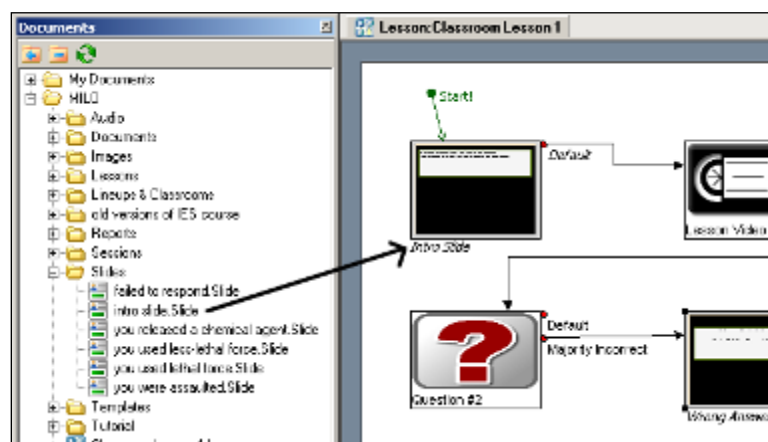 Documents
My Documents
MILO
Audio
Documents
Images
Lessons
Lineups & Classrooms
old versions of IES course
Reports
Sessions
Slides
failed to respond.Slide
intro slide.Slide
you released a chemical agent.Slide
you used less-lethal force.Slide
you used lethal force.Slide
you were assaulted.Slide
Templates
Tutorial
Lesson:Classroom Lesson 1
Start!
Default
Intro Slide
Lesson Video
Default
Majority Incorrect
Question #2
Wrong